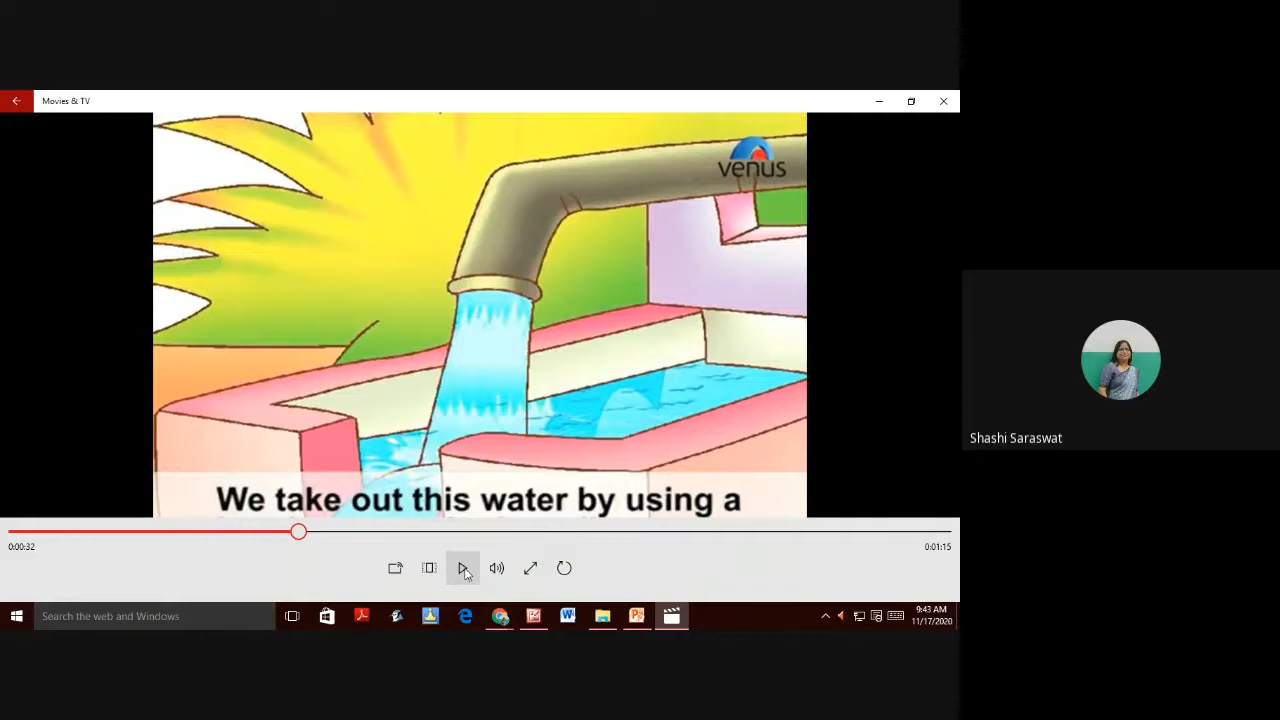 Movies & TV
venus
We take out this water by using a
Shashi Saraswat
0:00:32
0:01:15
Search the web and Windows
9:43 AM
11/17/2020